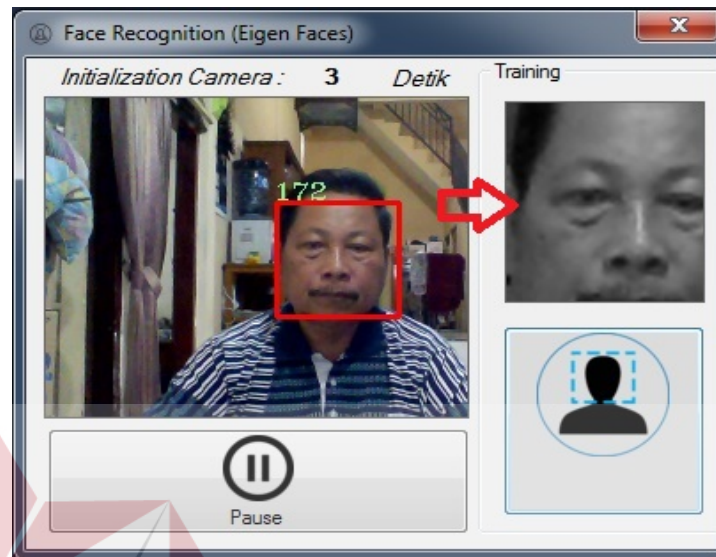 Face Recognition (Eigen Faces)
Initialization Camera : 3 Detik
Training
172
Pause